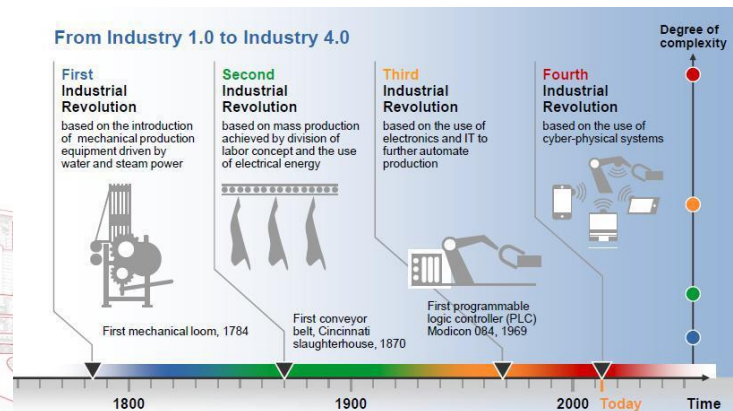 From Industry 1.0 to Industry 4.0
Degree of
complexity
First
Industrial
Revolution
based on the introduction
of mechanical production
equipment driven by
water and steam power
Second
Industrial
Revolution
based on mass production
achieved by division of
labor concept and the use
of electrical energy
Third
Industrial
Revolution
based on the use of
electronics and IT to
further automate
production
Fourth
Industrial
Revolution
based on the use of
cyber-physical systems
First mechanical loom, 1784
First conveyor
belt, Cincinnati
slaughterhouse, 1870
First programmable
logic controller (PLC)
Modicon 084, 1969
1800
1900
2000
Today
Time